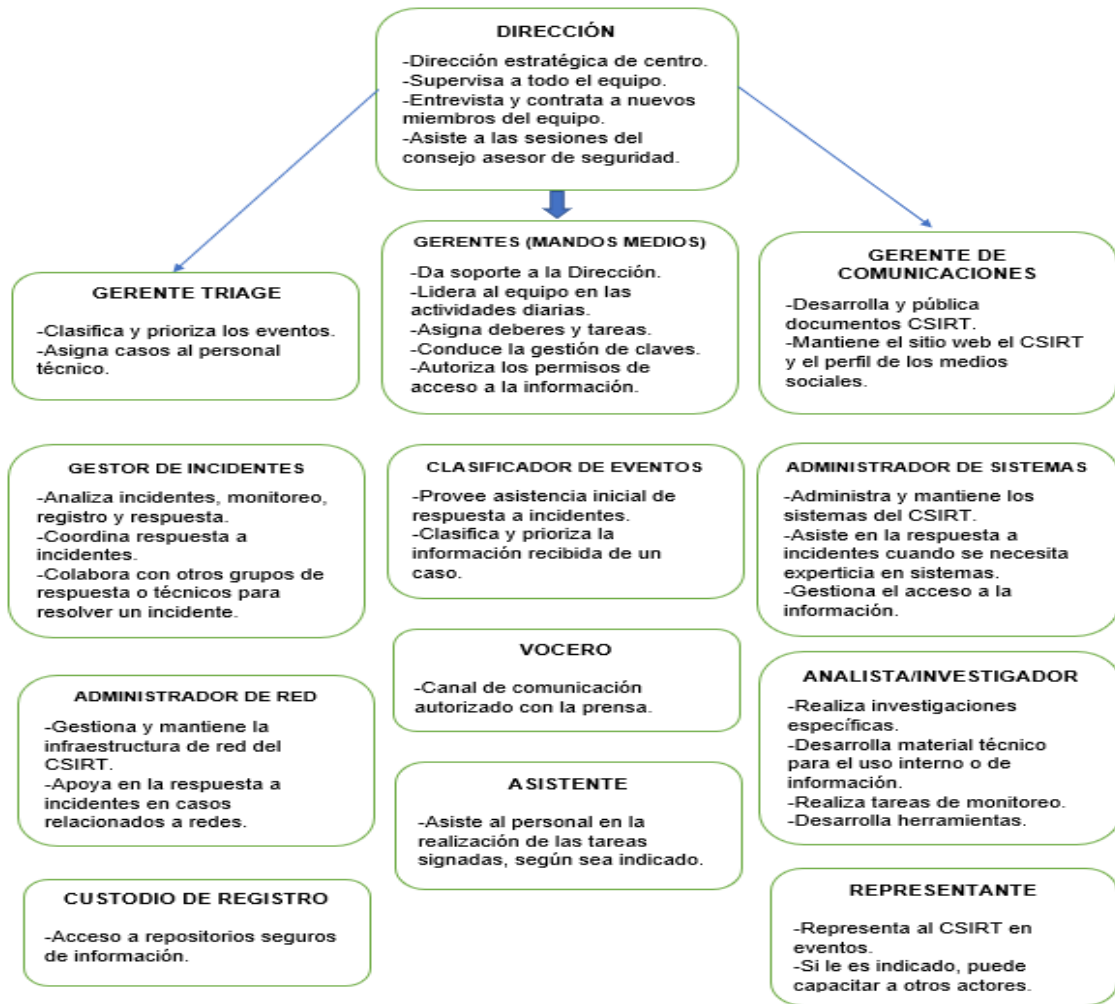 DIRECCIÓN
-Dirección estratégica de centro.
-Supervisa a todo el equipo.
-Entrevista y contrata a nuevos
miembros del equipo.
-Asiste a las sesiones del
consejo asesor de seguridad.
GERENTE TRIAGE
-Clasifica y prioriza los eventos.
-Asigna casos al personal
técnico.
GERENTES (MANDOS MEDIOS)
-Da soporte a la Dirección.
-Lidera al equipo en las
actividades diarias.
-Asigna deberes y tareas.
-Conduce la gestión de claves.
-Autoriza los permisos de
acceso a la información.
GERENTE DE
COMUNICACIONES
-Desarrolla y pública
documentos CSIRT.
-Mantiene el sitio web el CSIRT
y el perfil de los medios
sociales.
GESTOR DE INCIDENTES
-Analiza incidentes, monitoreo,
registro y respuesta.
-Coordina respuesta a
incidentes.
-Colabora con otros grupos de
respuesta o técnicos para
resolver un incidente.
CLASIFICADOR DE EVENTOS
-Provee asistencia inicial de
respuesta a incidentes.
-Clasifica y prioriza la
información recibida de un
caso.
ADMINISTRADOR DE SISTEMAS
-Administra y mantiene los
sistemas del CSIRT.
-Asiste en la respuesta a
incidentes cuando se necesita
experticia en sistemas.
-Gestiona el acceso a la
información.
ADMINISTRADOR DE RED
-Gestiona y mantiene la
infraestructura de red del
CSIRT.
-Apoya en la respuesta a
incidentes en casos
relacionados a redes.
VOCERO
-Canal de comunicación
autorizado con la prensa.
ANALISTA/INVESTIGADOR
-Realiza investigaciones
específicas.
-Desarrolla material técnico
para el uso interno o de
información.
-Realiza tareas de monitoreo.
-Desarrolla herramientas.
ASISTENTE
-Asiste al personal en la
realización de las tareas
signadas, según sea indicado.
CUSTODIO DE REGISTRO
-Acceso a repositorios seguros
de información.
REPRESENTANTE
-Representa al CSIRT en
eventos.
-Si le es indicado, puede
capacitar a otros actores.